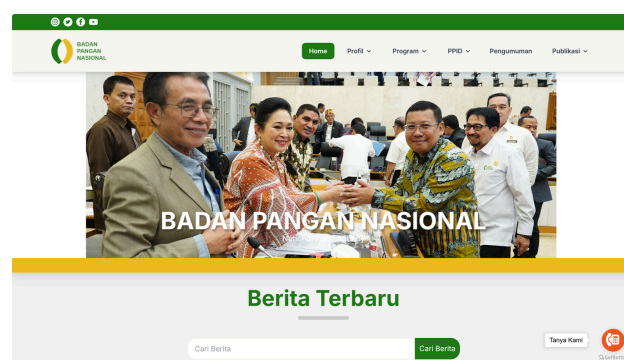 BADAN
PANGAN
NASIONAL
Home
Profil
Program
PPID
Pengumuman
Publikasi
BADAN PANGAN NASIONAL
Berita Terbaru
Cari Berita
Cari Berita
Tanya Kami